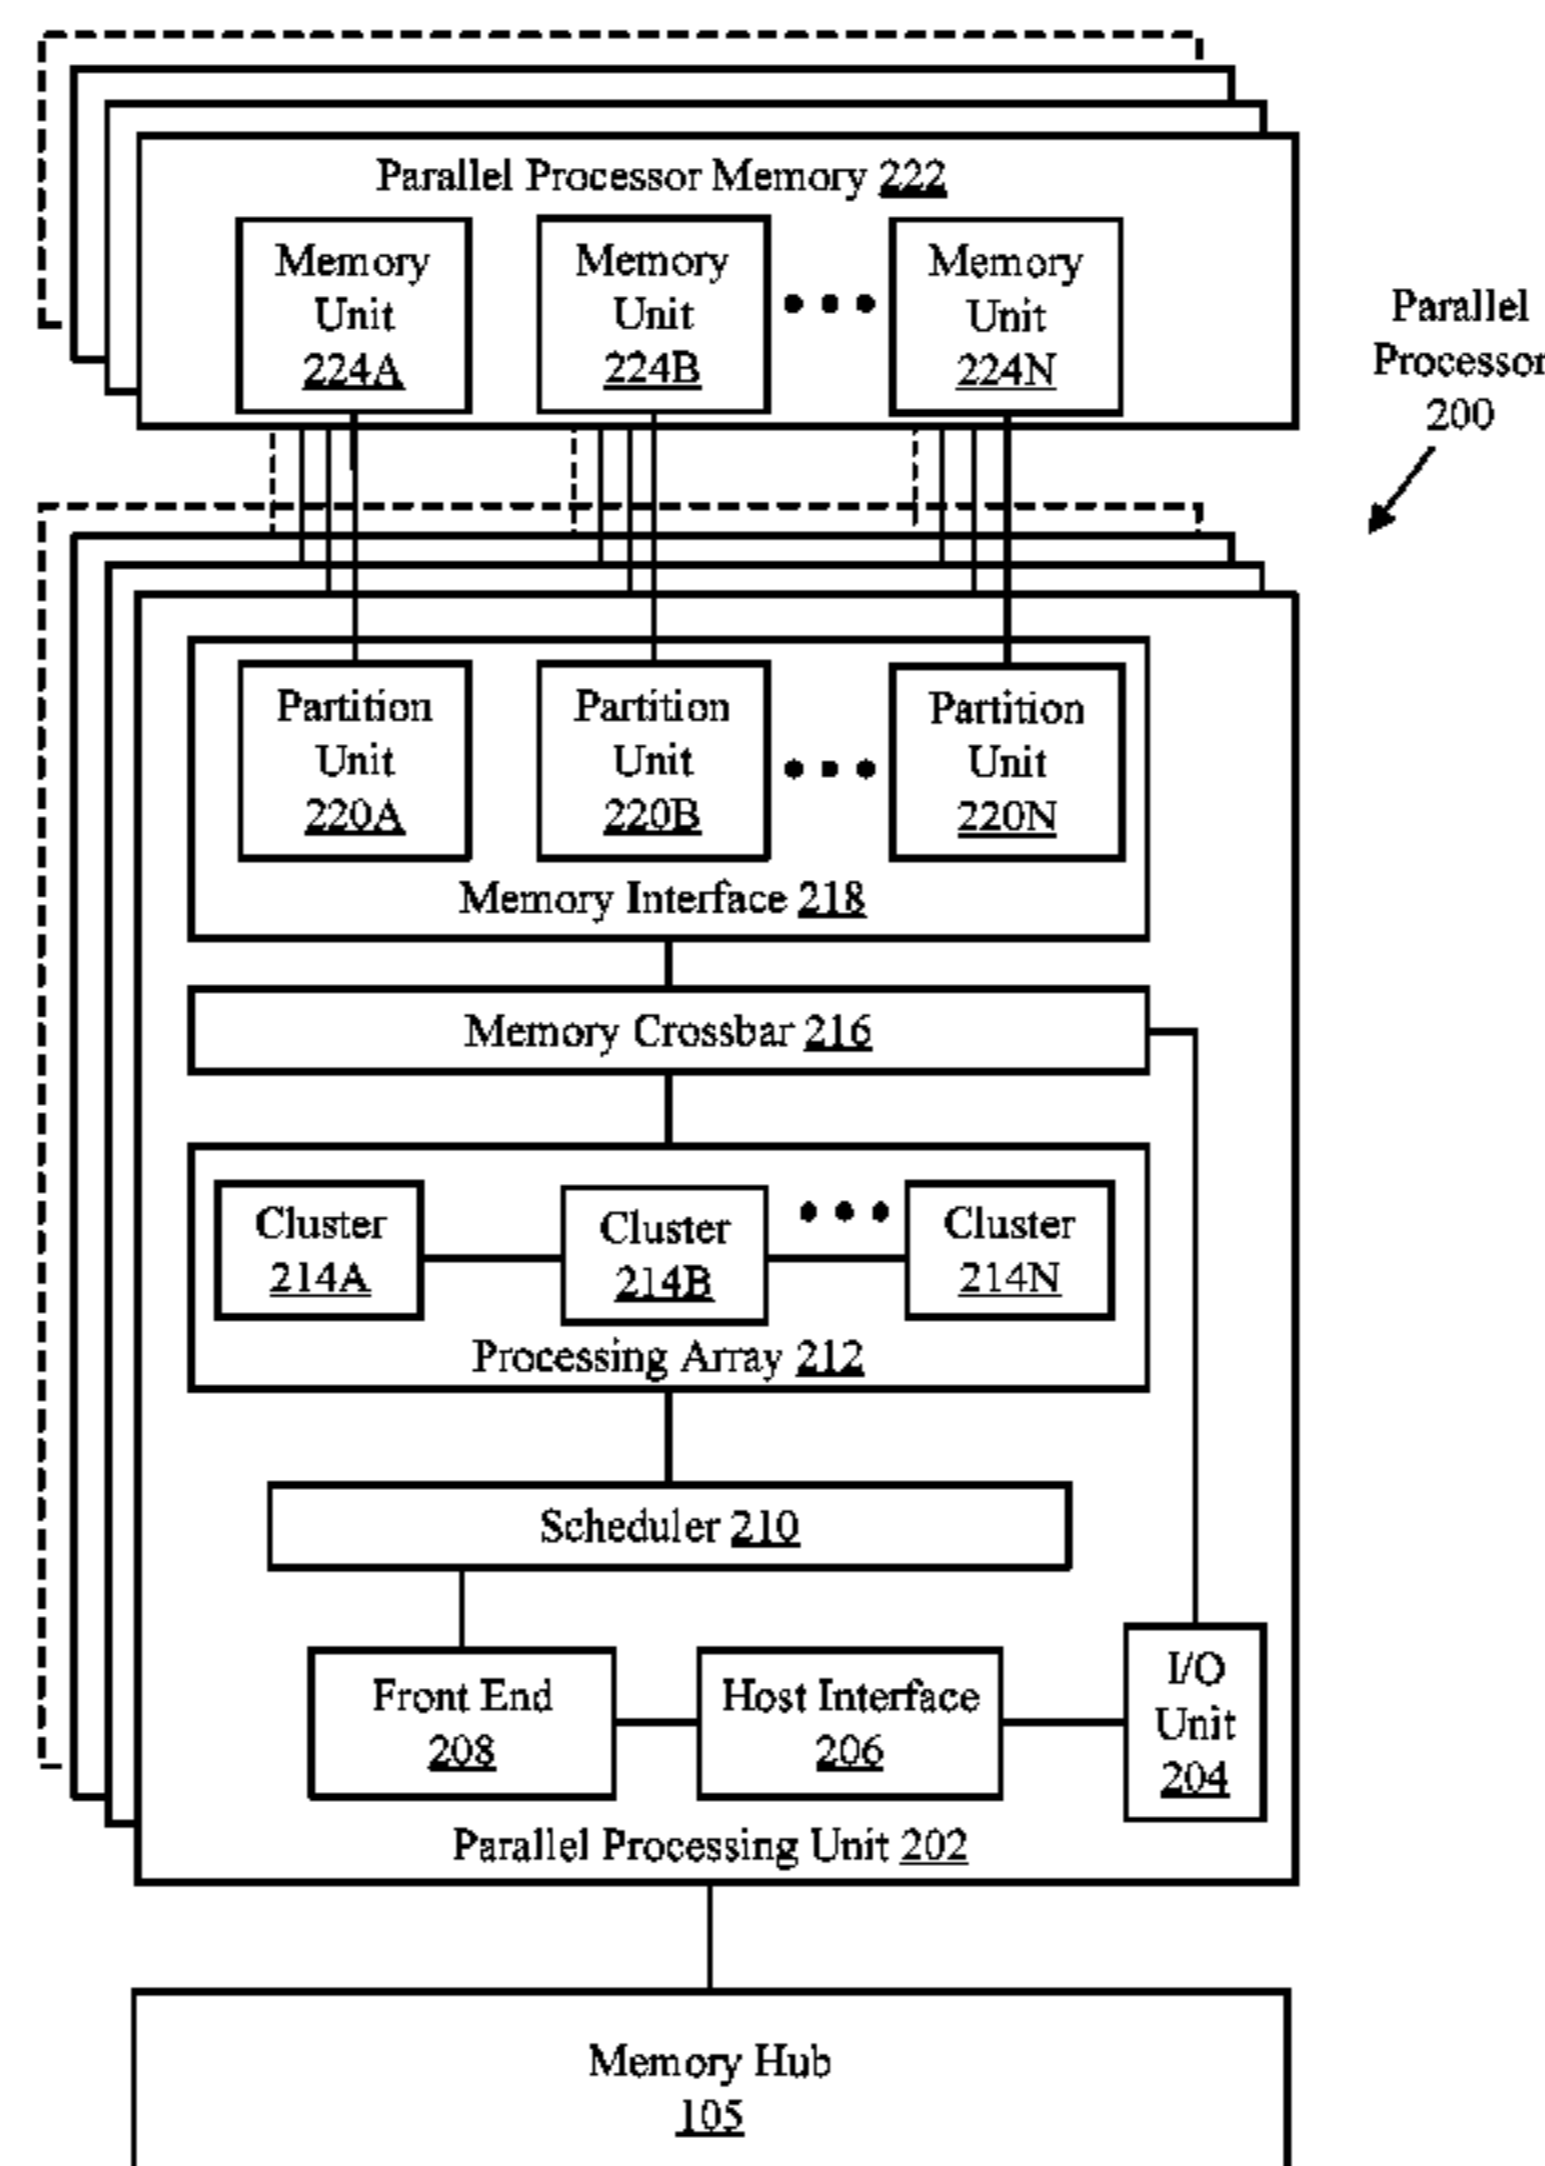 Parallel Processor Memory 222
Memory
Unit
224A
Memory
Unit
224B
Memory
Unit
224N
Parallel
Processor
200
Partition
Unit
220A
Partition
Unit
220B
Partition
Unit
220N
Memory Interface 218
Memory Crossbar 216
Cluster
214A
Cluster
214B
Cluster
214N
Processing Array 212
Scheduler 210
Front End
208
Host Interface
206
I/O
Unit
204
Parallel Processing Unit 202
Memory Hub
105